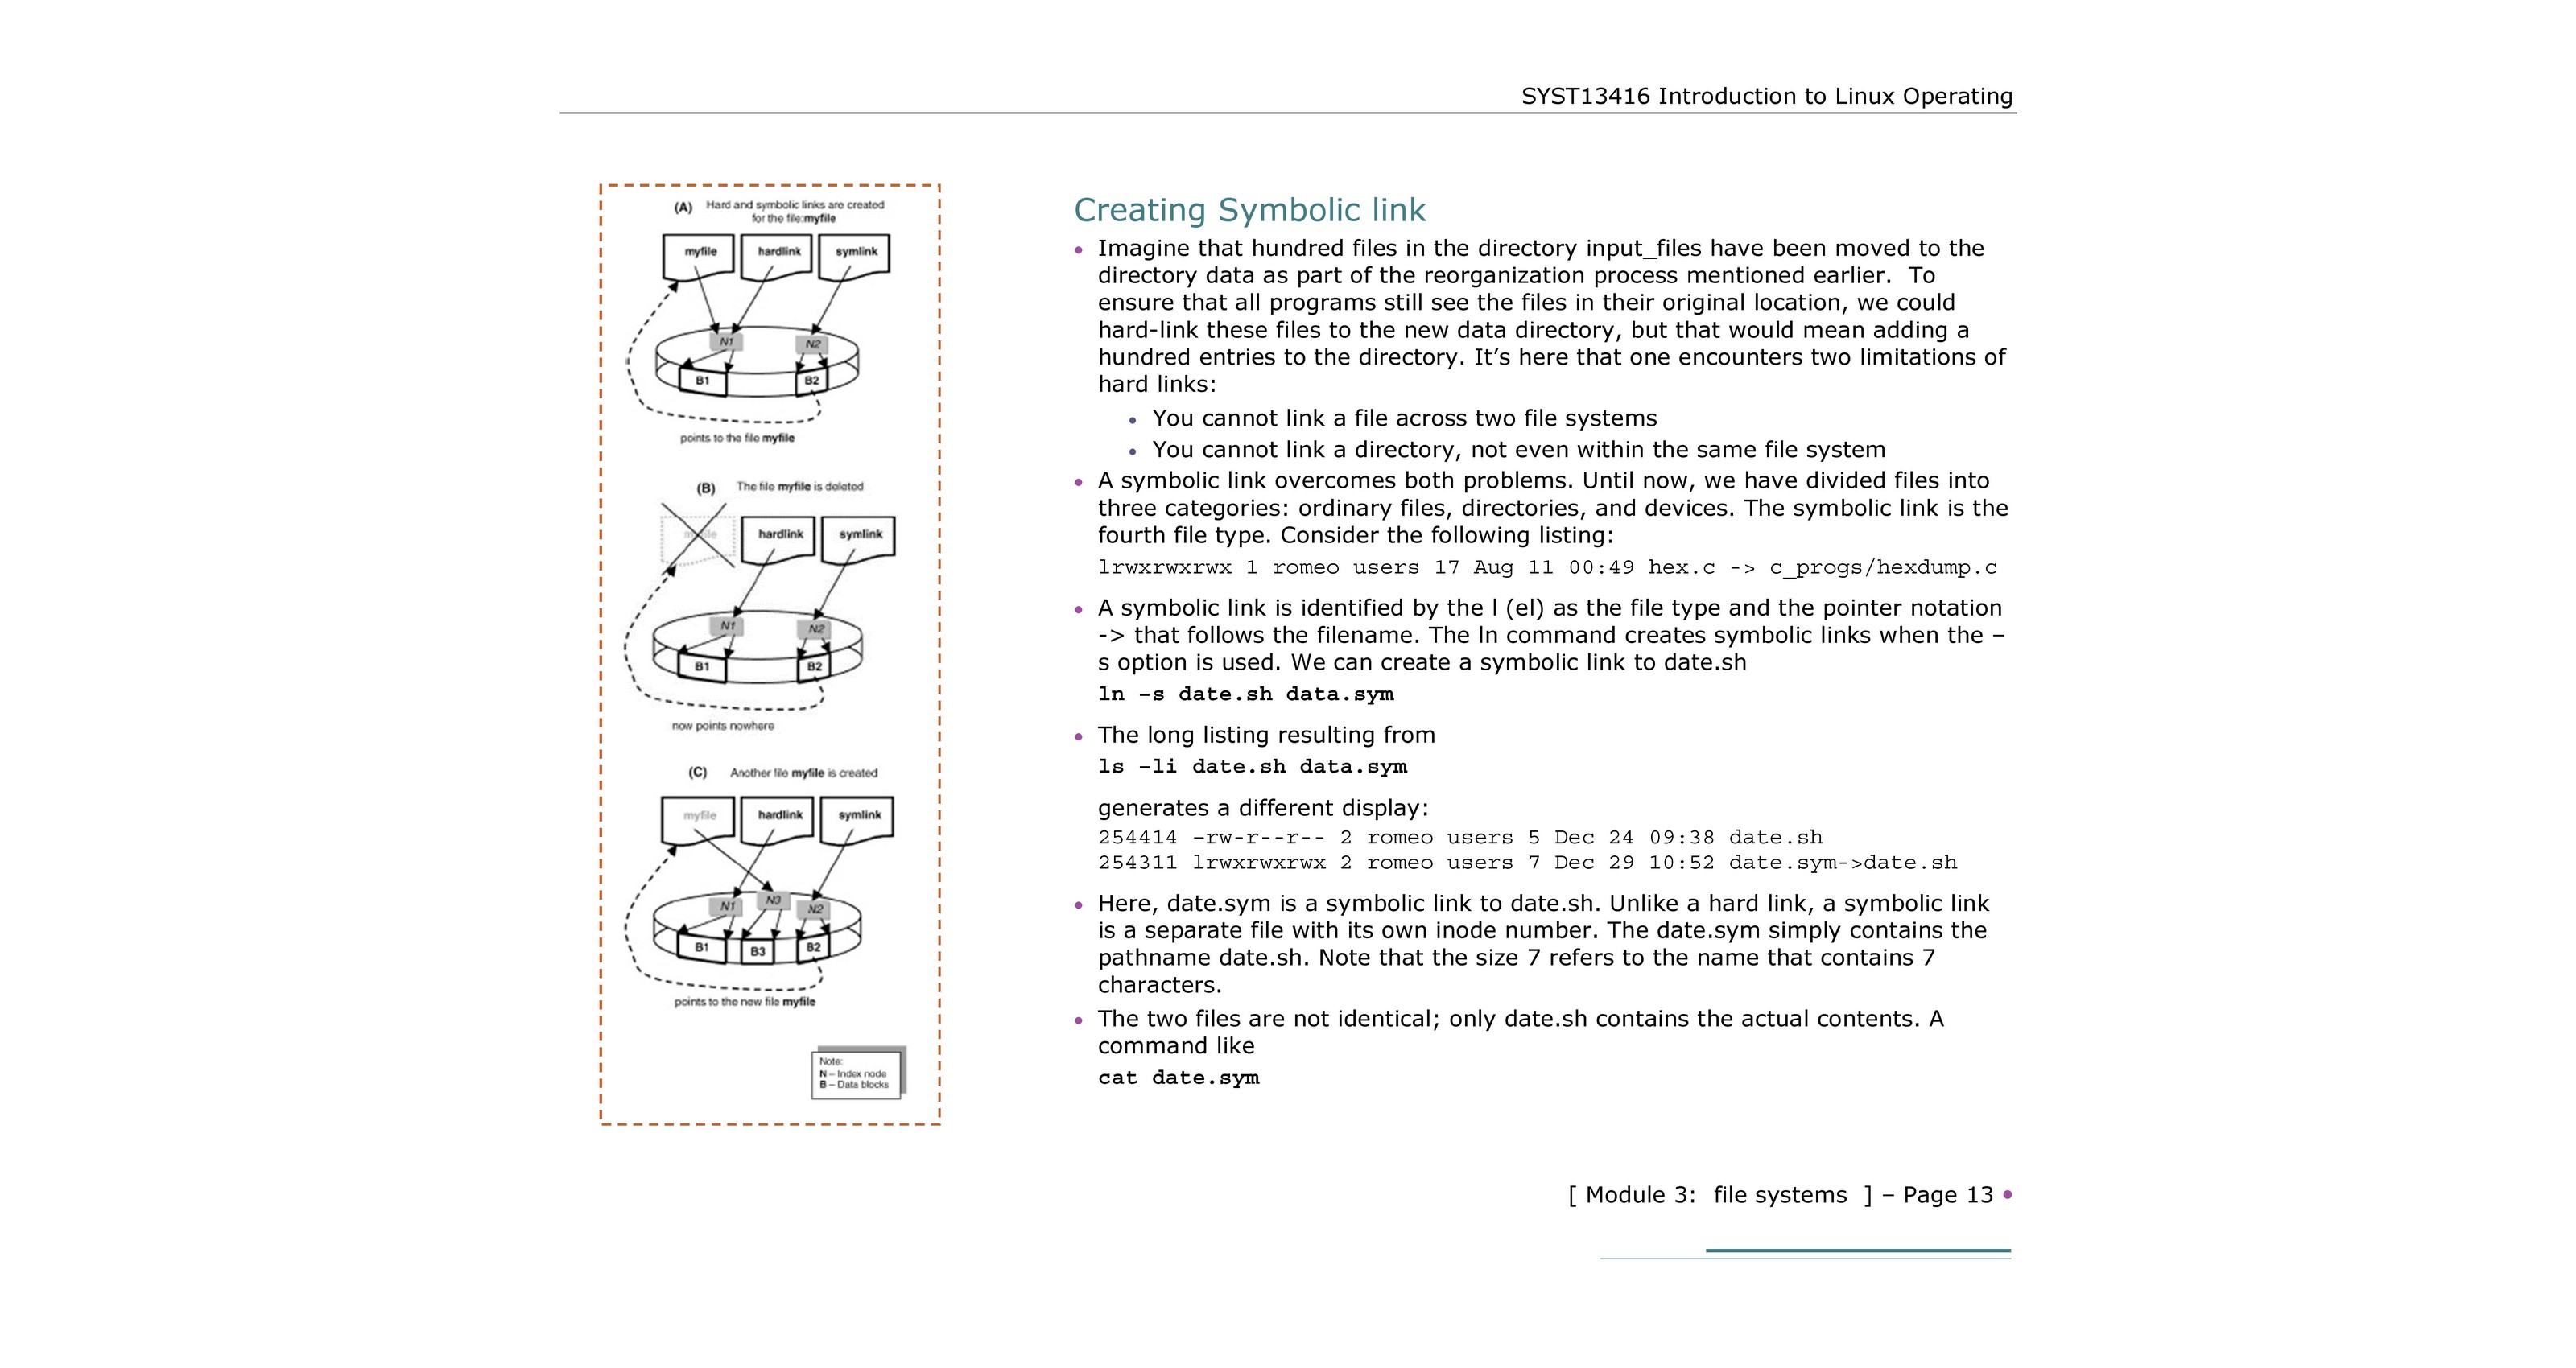 SYST13416 Introduction to Linux Operating
(A) Hard and symbolic links are created
for the file:myfile
myfile hardlink symlink
N1 N2
B1 B2
points to the file myfile
(B) The file myfile is deleted
myfile hardlink symlink
N1 N2
B1 B2
now points nowhere
(C) Another file myfile is created
myfile hardlink symlink
N1 N3 N2
B1 B3 B2
points to the new file myfile
Note:
N – Index node
B – Data blocks
Creating Symbolic link
• Imagine that hundred files in the directory input_files have been moved to the
directory data as part of the reorganization process mentioned earlier. To
ensure that all programs still see the files in their original location, we could
hard-link these files to the new data directory, but that would mean adding a
hundred entries to the directory. It’s here that one encounters two limitations of
hard links:
• You cannot link a file across two file systems
• You cannot link a directory, not even within the same file system
• A symbolic link overcomes both problems. Until now, we have divided files into
three categories: ordinary files, directories, and devices. The symbolic link is the
fourth file type. Consider the following listing:
lrwxrwxrwx 1 romeo users 17 Aug 11 00:49 hex.c -> c_progs/hexdump.c
• A symbolic link is identified by the l (el) as the file type and the pointer notation
-> that follows the filename. The ln command creates symbolic links when the –
s option is used. We can create a symbolic link to date.sh
ln –s date.sh data.sym
• The long listing resulting from
ls –li date.sh data.sym
generates a different display:
254414 –rw-r--r-- 2 romeo users 5 Dec 24 09:38 date.sh
254311 lrwxrwxrwx 2 romeo users 7 Dec 29 10:52 date.sym->date.sh
• Here, date.sym is a symbolic link to date.sh. Unlike a hard link, a symbolic link
is a separate file with its own inode number. The date.sym simply contains the
pathname date.sh. Note that the size 7 refers to the name that contains 7
characters.
• The two files are not identical; only date.sh contains the actual contents. A
command like
cat date.sym
[ Module 3: file systems ] – Page 13 •